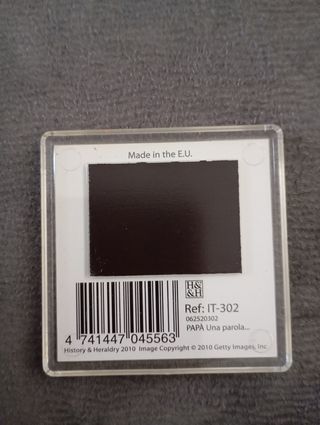 Made in the E.U.
H&
&H
Ref: IT-302
062520302
PAPÀ Una parola...
4 741447 045563
History & Heraldry 2010 Image Copyright © 2010 Getty Images, Inc